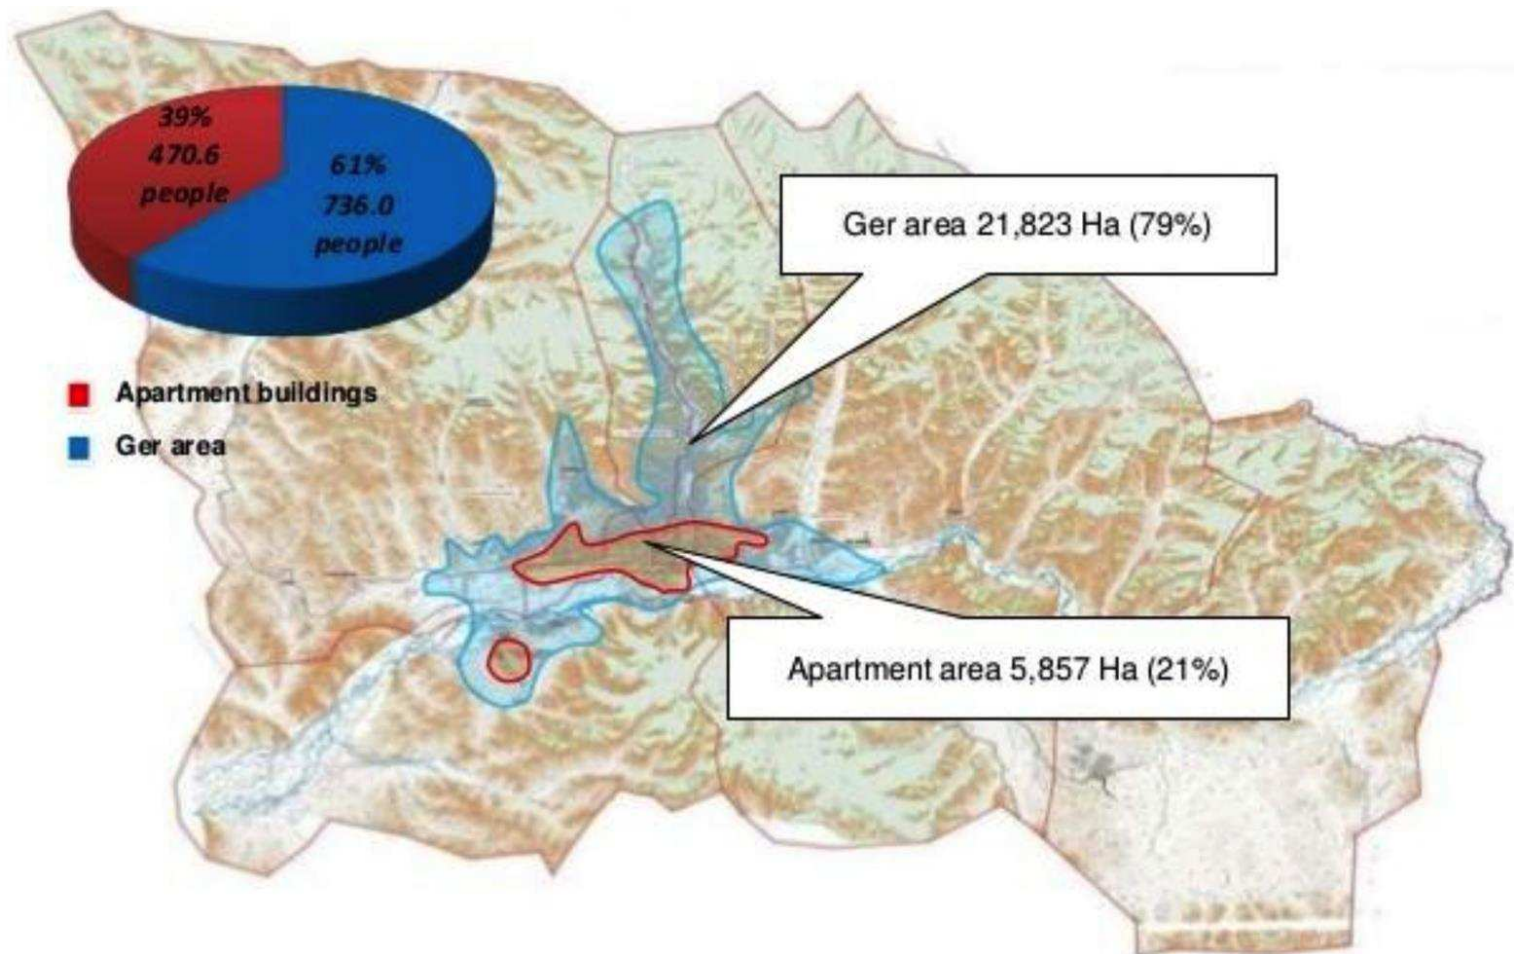 39%
470.6
people
61%
736.0
people
Ger area 21,823 Ha (79%)
Apartment buildings
Ger area
Apartment area 5,857 Ha (21%)